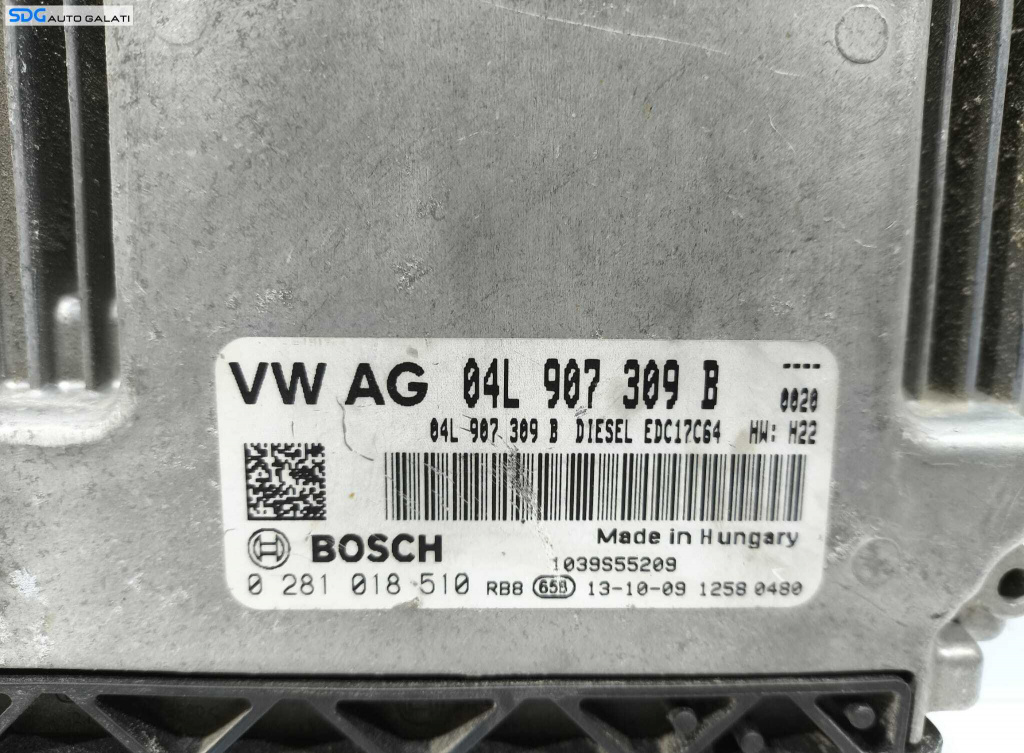 SDG AUTO GALATI
VW AG 04L 907 309 B ----
0020
04L 907 309 B DIESEL EDC17C64 HW: H22
Made in Hungary
BOSCH
1039S55209
0 281 018 510 RB8 65B 13-10-09 1258 0480